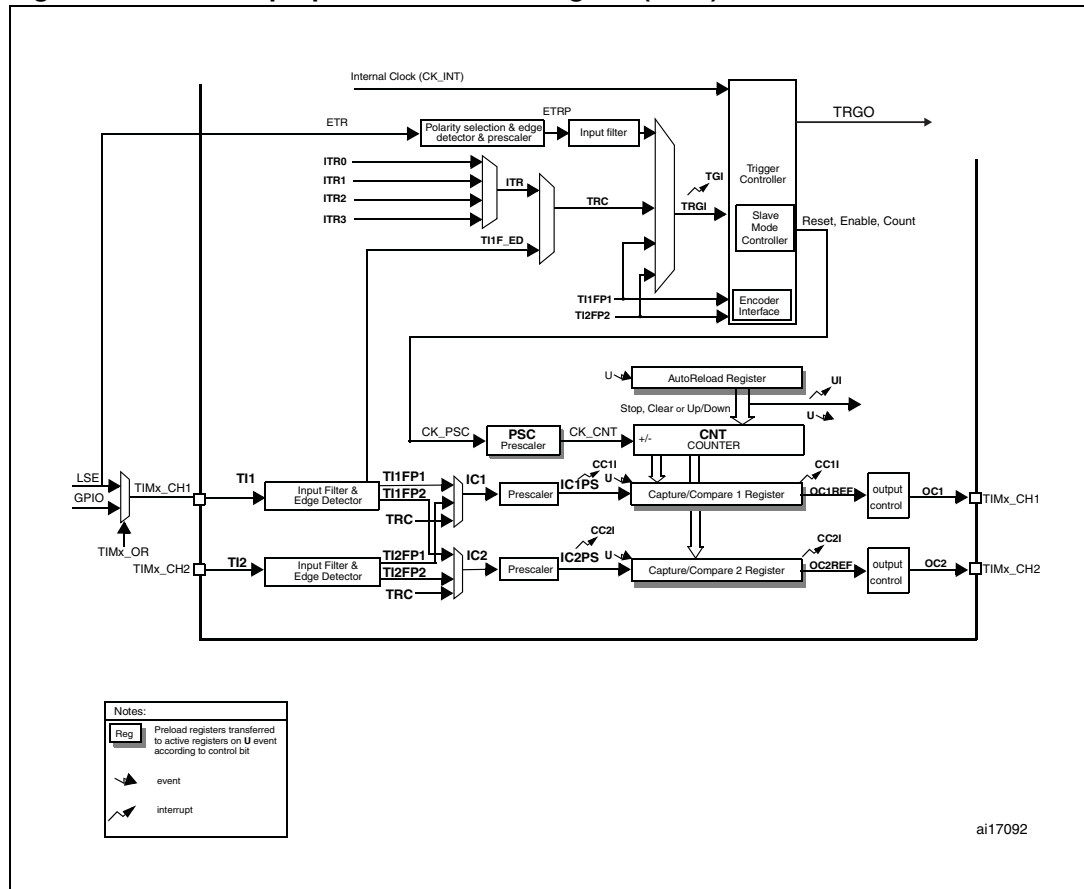 Internal Clock (CK_INT)
TRGO
ETR
Polarity selection & edge
detector & prescaler
ETRP
Input filter
Trigger
Controller
ITR0
ITR1
ITR2
ITR3
ITR
TRC
TGI
TRGI
TI1F_ED
Slave
Mode
Controller
Reset, Enable, Count
TI1FP1
TI2FP2
Encoder
Interface
U
AutoReload Register
UI
Stop, Clear or Up/Down
U
CK_PSC
PSC
Prescaler
CK_CNT
+/-
CNT
COUNTER
LSE
GPIO
TIMx_CH1
TIMx_OR
TI1
Input Filter &
Edge Detector
TI1FP1
TI1FP2
TRC
IC1
Prescaler
IC1PS
CC1I
U
Capture/Compare 1 Register
CC1I
OC1REF
output
control
OC1
TIMx_CH1
TIMx_CH2
TI2
Input Filter &
Edge Detector
TI2FP1
TI2FP2
TRC
IC2
Prescaler
IC2PS
CC2I
U
Capture/Compare 2 Register
CC2I
OC2REF
output
control
OC2
TIMx_CH2
Notes:
Reg
Preload registers transferred
to active registers on U event
according to control bit
event
interrupt
ai17092